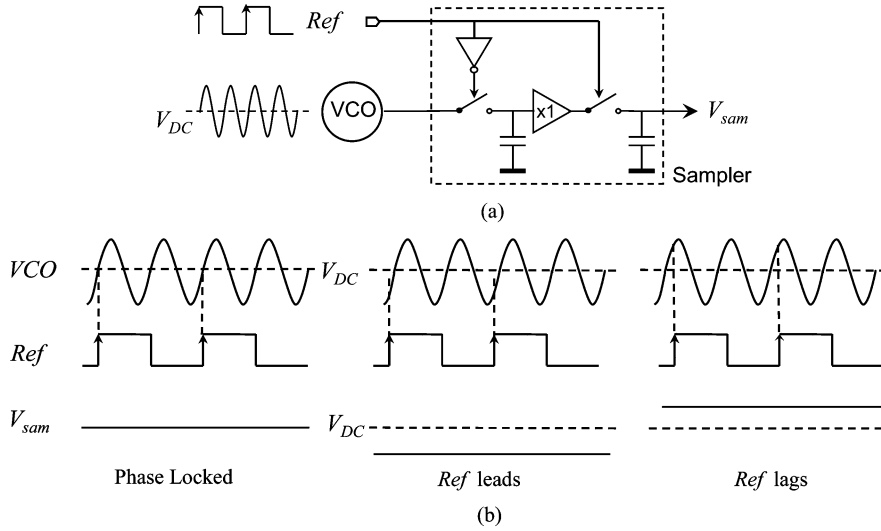 Ref
V_DC
VCO
x1
V_sam
Sampler
(a)
VCO
V_DC
Ref
V_sam
V_DC
Phase Locked
Ref leads
Ref lags
(b)